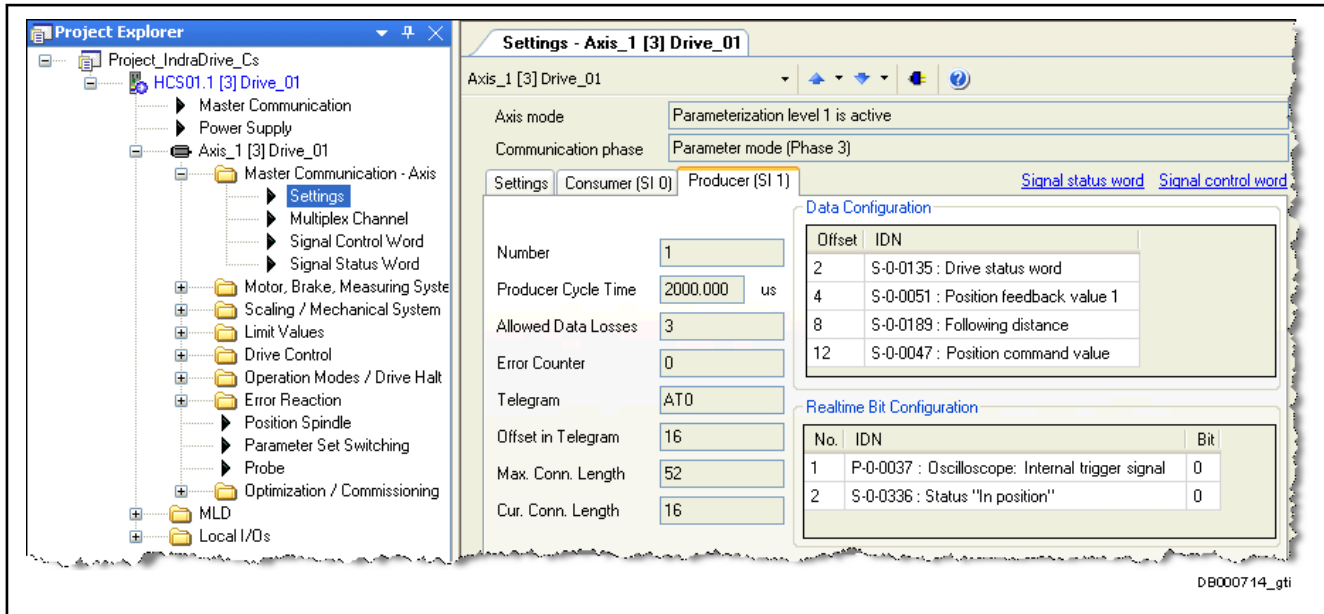 Project Explorer
Project_IndraDrive_Cs
HCS01.1 [3] Drive_01
Master Communication
Power Supply
Axis_1 [3] Drive_01
Master Communication - Axis
Settings
Multiplex Channel
Signal Control Word
Signal Status Word
Motor, Brake, Measuring Syste
Scaling / Mechanical System
Limit Values
Drive Control
Operation Modes / Drive Halt
Error Reaction
Position Spindle
Parameter Set Switching
Probe
Optimization / Commissioning
MLD
Local I/Os
Settings - Axis_1 [3] Drive_01
Axis_1 [3] Drive_01
Axis mode Parameterization level 1 is active
Communication phase Parameter mode (Phase 3)
Settings Consumer (SI 0) Producer (SI 1) Signal status word Signal control word
Number 1
Producer Cycle Time 2000.000 us
Allowed Data Losses 3
Error Counter 0
Telegram AT0
Offset in Telegram 16
Max. Conn. Length 52
Cur. Conn. Length 16
Data Configuration
Offset IDN
2 S-0-0135 : Drive status word
4 S-0-0051 : Position feedback value 1
8 S-0-0189 : Following distance
12 S-0-0047 : Position command value
Realtime Bit Configuration
No. IDN Bit
1 P-0-0037 : Oscilloscope: Internal trigger signal 0
2 S-0-0336 : Status "In position" 0
DB000714_gti